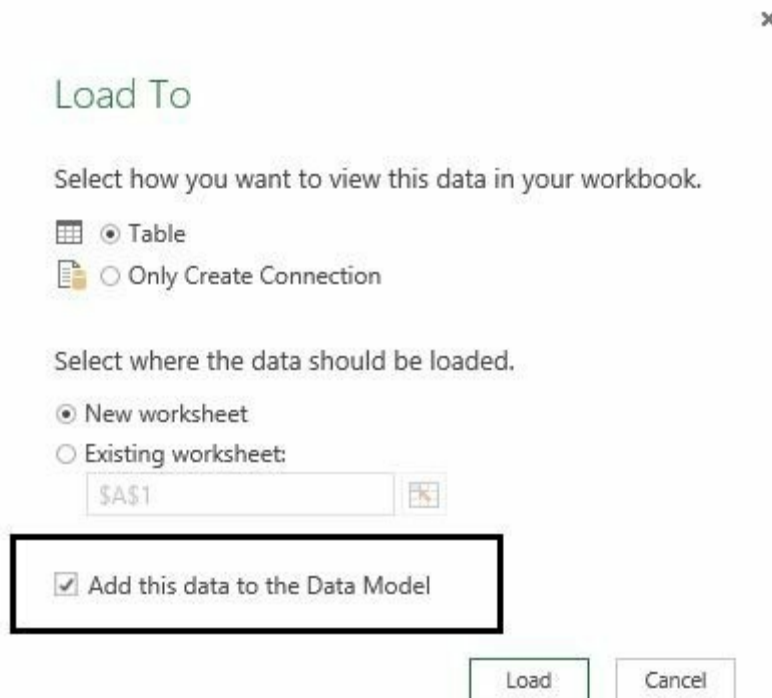 Load To
Select how you want to view this data in your workbook.
Table
Only Create Connection
Select where the data should be loaded.
New worksheet
Existing worksheet:
$A$1
Add this data to the Data Model
Load Cancel